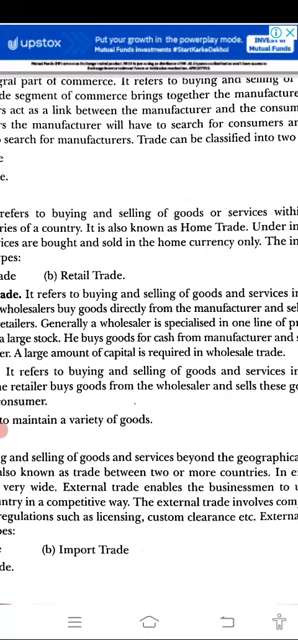 upstox
Put your growth in the powerplay mode.
Mutual Funds investments #StartKarkeDekho!
INVEST in
Mutual Funds
gral part of commerce. It refers to buying and selling of
de segment of commerce brings together the manufacture
rs act as a link between the manufacturer and the consum
rs the manufacturer will have to search for consumers an
o search for manufacturers. Trade can be classified into two
e
e.
refers to buying and selling of goods or services withi
ries of a country. It is also known as Home Trade. Under in
vices are bought and sold in the home currency only. The in
ypes:
ade (b) Retail Trade.
rade. It refers to buying and selling of goods and services in
wholesalers buy goods directly from the manufacturer and sel
etailers. Generally a wholesaler is specialised in one line of pr
a large stock. He buys goods for cash from manufacturer and s
er. A large amount of capital is required in wholesale trade.
It refers to buying and selling of goods and services in
he retailer buys goods from the wholesaler and sells these go
consumer.
to maintain a variety of goods.
g and selling of goods and services beyond the geographica
also known as trade between two or more countries. In ex
very wide. External trade enables the businessmen to u
untry in a competitive way. The external trade involves com
regulations such as licensing, custom clearance etc. Externa
pes:
e (b) Import Trade
de.